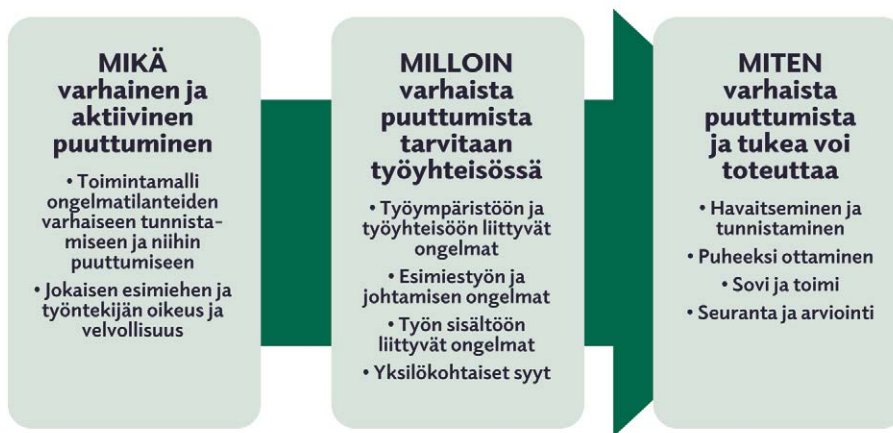 MIKÄ
varhainen ja
aktiivinen
puuttuminen
• Toimintamalli
ongelmatilanteiden
varhaiseen tunnista-
miseen ja niihin
puuttumiseen
• Jokaisen esimiehen ja
työntekijän oikeus ja
velvollisuus
MILLOIN
varhaista
puuttumista
tarvitaan
työyhteisössä
• Työympäristöön ja
työyhteisöön liittyvät
ongelmat
• Esimiestyön ja
johtamisen ongelmat
• Työn sisältöön
liittyvät ongelmat
• Yksilökohtaiset syyt
MITEN
varhaista
puuttumista
ja tukea voi
toteuttaa
• Havaitseminen ja
tunnistaminen
• Puheeksi ottaminen
• Sovi ja toimi
• Seuranta ja arviointi